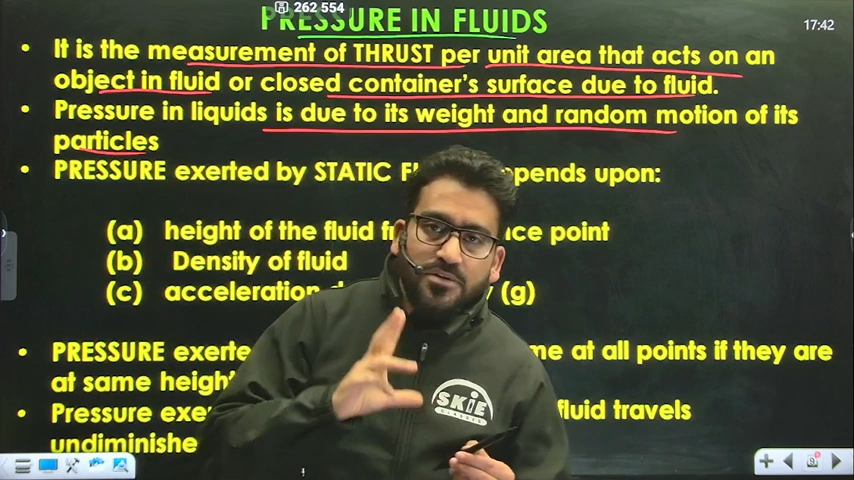 262 554
PRESSURE IN FLUIDS
17:42
• It is the measurement of THRUST per unit area that acts on an
object in fluid or closed container's surface due to fluid.
• Pressure in liquids is due to its weight and random motion of its
particles
• PRESSURE exerted by STATIC epends upon:
(a) height of the fluid point
(b) Density of fluid
(c) acceleration (g)
• PRESSURE at all points if they are
at same
• Pressure fluid travels
SKIE